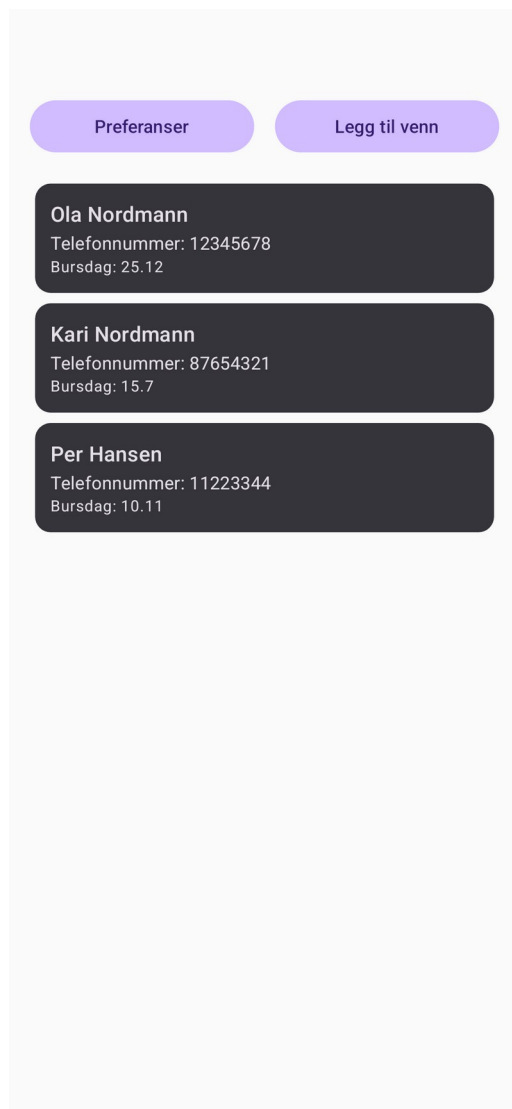 Preferanser
Legg til venn
Ola Nordmann
Telefonnummer: 12345678
Bursdag: 25.12
Kari Nordmann
Telefonnummer: 87654321
Bursdag: 15.7
Per Hansen
Telefonnummer: 11223344
Bursdag: 10.11